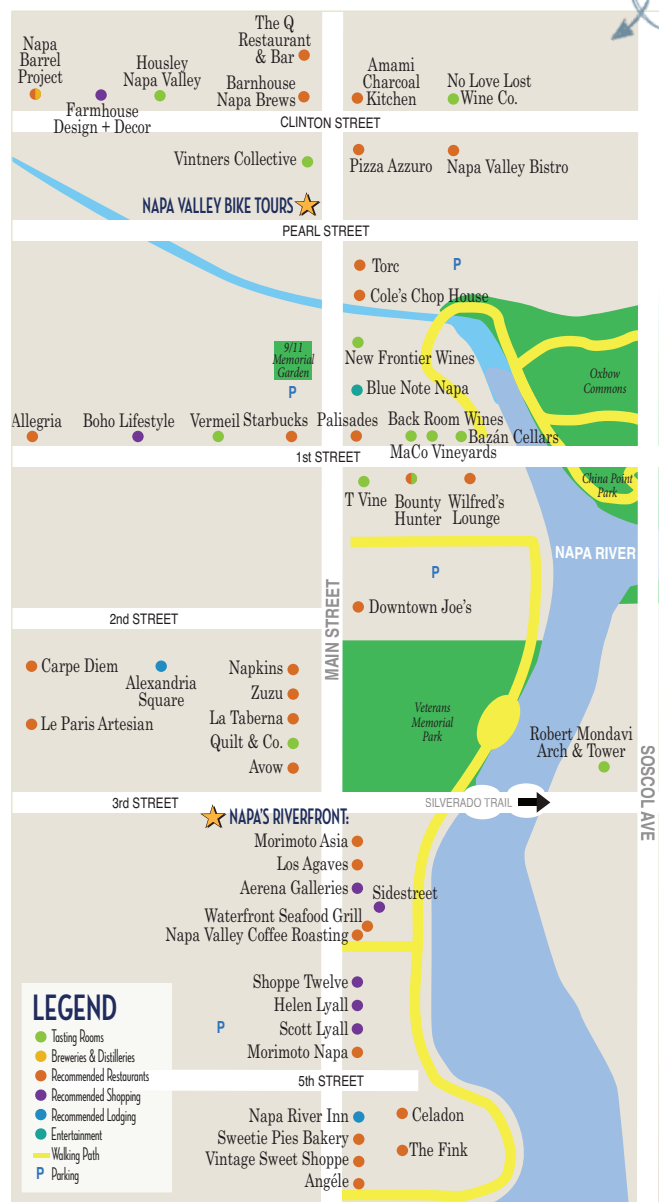 The Q
Restaurant
& Bar
Napa
Barrel
Project
Housley
Napa Valley
Farmhouse
Design + Decor
Barnhouse
Napa Brews
Amami
Charcoal
Kitchen
No Love Lost
Wine Co.
CLINTON STREET
Vintners Collective
Pizza Azzuro
Napa Valley Bistro
NAPA VALLEY BIKE TOURS
PEARL STREET
Torc
P
Cole's Chop House
9/11
Memorial
Garden
P
New Frontier Wines
Blue Note Napa
Oxbow
Commons
Allegria
Boho Lifestyle
Vermeil
Starbucks
Palisades
Back Room Wines
Bazán Cellars
MaCo Vineyards
1st STREET
T Vine
Bounty
Hunter
Wilfred's
Lounge
China Point
Park
NAPA RIVER
P
Downtown Joe's
MAIN STREET
2nd STREET
Carpe Diem
Alexandria
Square
Le Paris Artesian
Napkins
Zuzu
La Taberna
Quilt & Co.
Avow
Veterans
Memorial
Park
Robert Mondavi
Arch & Tower
SOSCOL AVE
3rd STREET
SILVERADO TRAIL
NAPA'S RIVERFRONT:
Morimoto Asia
Los Agaves
Aerena Galleries
Sidestreet
Waterfront Seafood Grill
Napa Valley Coffee Roasting
Shoppe Twelve
Helen Lyall
P
Scott Lyall
Morimoto Napa
5th STREET
Napa River Inn
Sweetie Pies Bakery
Vintage Sweet Shoppe
Angéle
Celadon
The Fink
LEGEND
Tasting Rooms
Breweries & Distilleries
Recommended Restaurants
Recommended Shopping
Recommended Lodging
Entertainment
Walking Path
P Parking